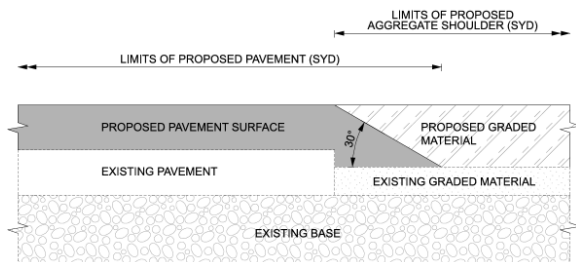 LIMITS OF PROPOSED
AGGREGATE SHOULDER (SYD)
LIMITS OF PROPOSED PAVEMENT (SYD)
PROPOSED PAVEMENT SURFACE
30°
PROPOSED GRADED
MATERIAL
EXISTING PAVEMENT
EXISTING GRADED MATERIAL
EXISTING BASE